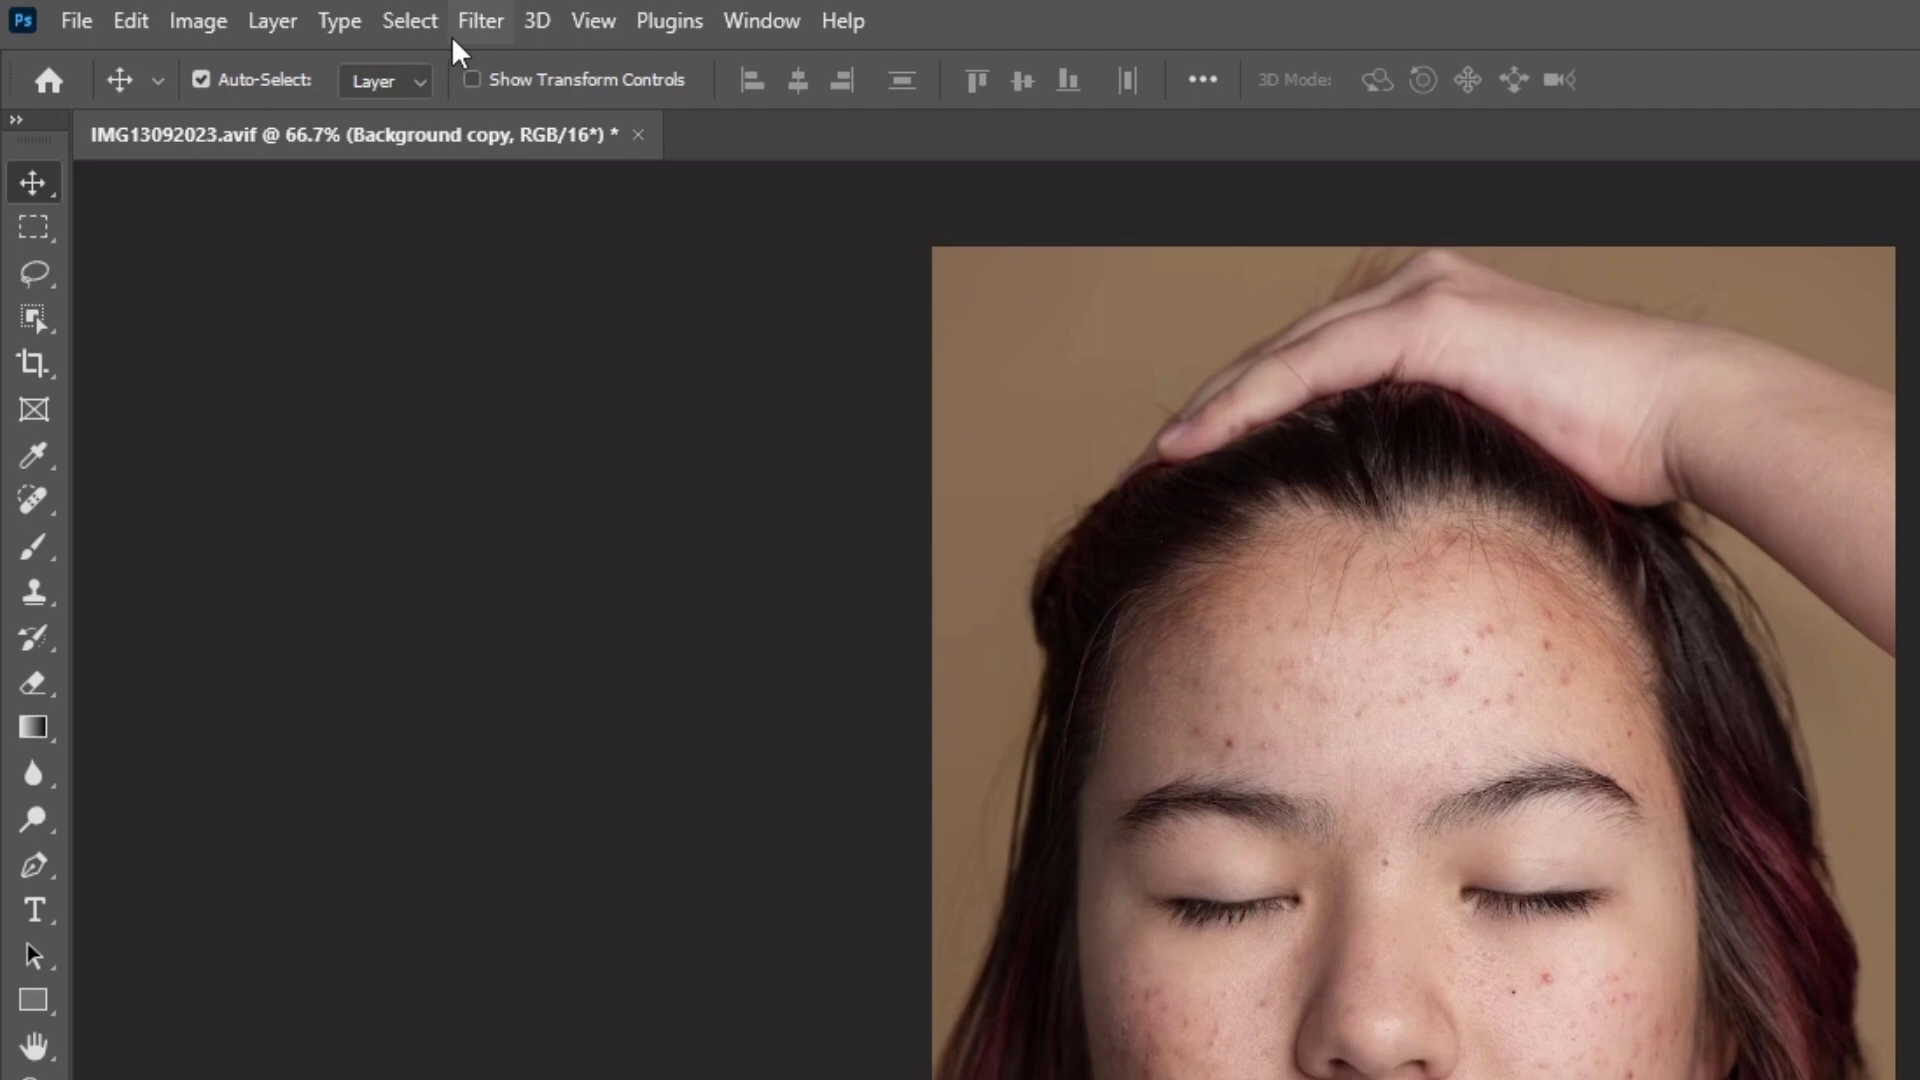 Ps File Edit Image Layer Type Select Filter 3D View Plugins Window Help
Auto-Select: Layer Show Transform Controls 3D Mode:
IMG13092023.avif @ 66.7% (Background copy, RGB/16*) *